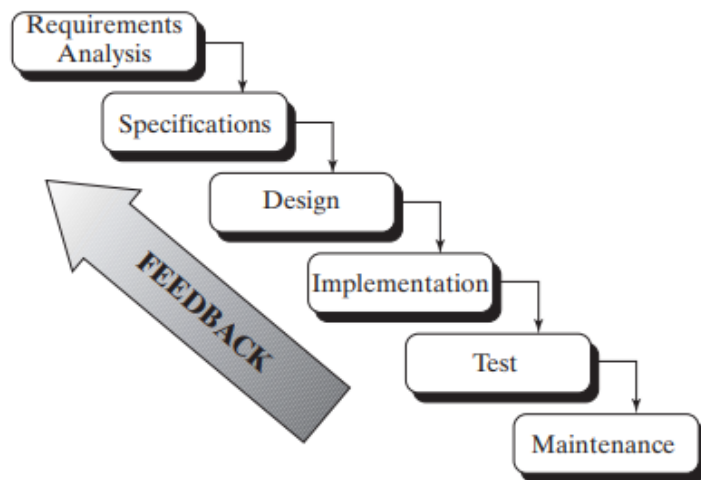 Requirements
Analysis
Specifications
Design
Implementation
FEEDBACK
Test
Maintenance